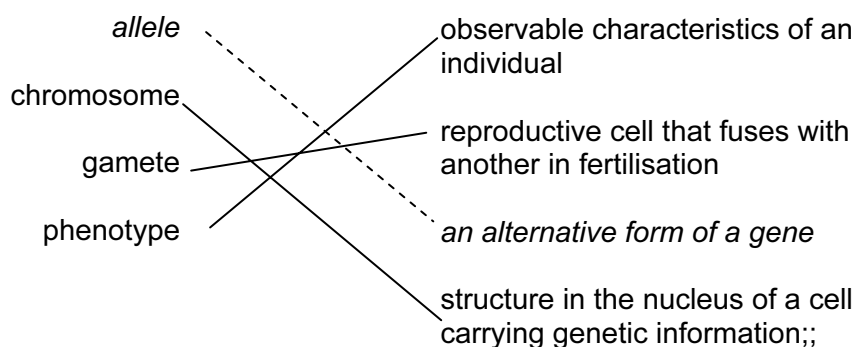 allele
chromosome
gamete
phenotype
observable characteristics of an
individual
reproductive cell that fuses with
another in fertilisation
an alternative form of a gene
structure in the nucleus of a cell
carrying genetic information;;